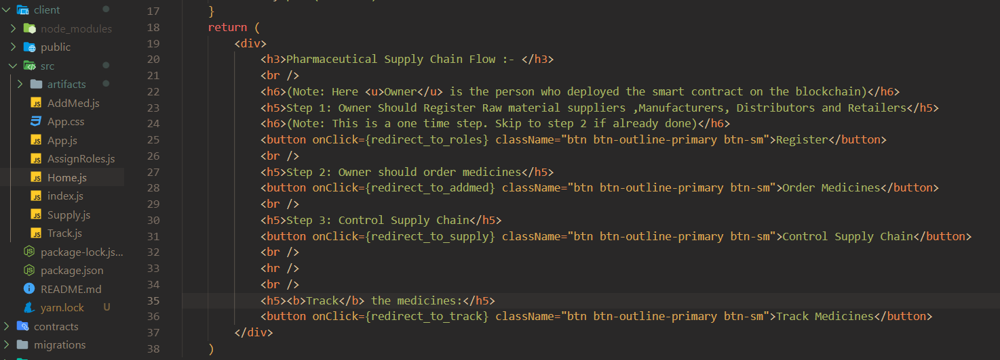 client
node_modules
public
src
artifacts
AddMed.js
App.css
App.js
AssignRoles.js
Home.js
index.js
Supply.js
Track.js
package-lock.js...
package.json
README.md
yarn.lock U
contracts
migrations
17 }
18 return (
19 <div>
20 <h3>Pharmaceutical Supply Chain Flow :- </h3>
21 <br />
22 <h6>(Note: Here <u>Owner</u> is the person who deployed the smart contract on the blockchain)</h6>
23 <h5>Step 1: Owner Should Register Raw material suppliers ,Manufacturers, Distributors and Retailers</h5>
24 <h6>(Note: This is a one time step. Skip to step 2 if already done)</h6>
25 <button onClick={redirect_to_roles} className="btn btn-outline-primary btn-sm">Register</button>
26 <br />
27 <h5>Step 2: Owner should order medicines</h5>
28 <button onClick={redirect_to_addmed} className="btn btn-outline-primary btn-sm">Order Medicines</button>
29 <br />
30 <h5>Step 3: Control Supply Chain</h5>
31 <button onClick={redirect_to_supply} className="btn btn-outline-primary btn-sm">Control Supply Chain</button>
32 <br />
33 <hr />
34 <br />
35 <h5><b>Track</b> the medicines:</h5>
36 <button onClick={redirect_to_track} className="btn btn-outline-primary btn-sm">Track Medicines</button>
37 </div>
38 )